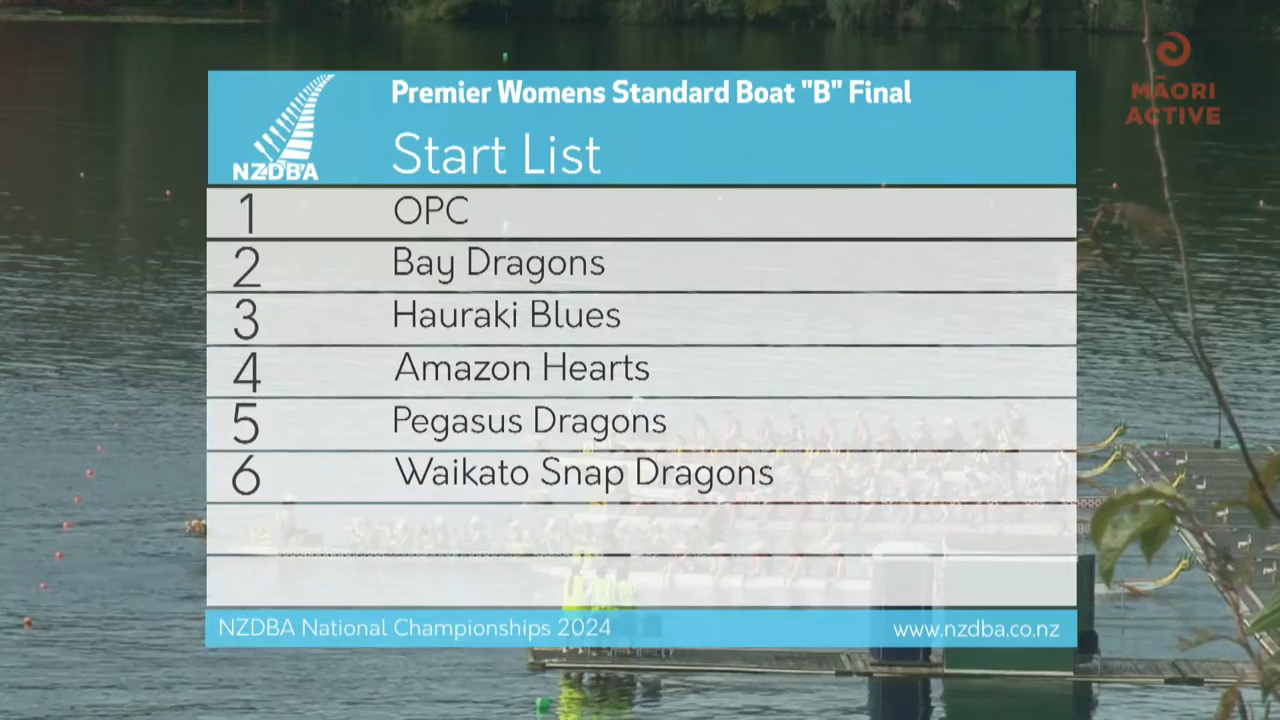 Premier Womens Standard Boat "B" Final
NZDBA
Start List
MĀORI
ACTIVE
1 OPC
2 Bay Dragons
3 Hauraki Blues
4 Amazon Hearts
5 Pegasus Dragons
6 Waikato Snap Dragons
NZDBA National Championships 2024
www.nzdba.co.nz